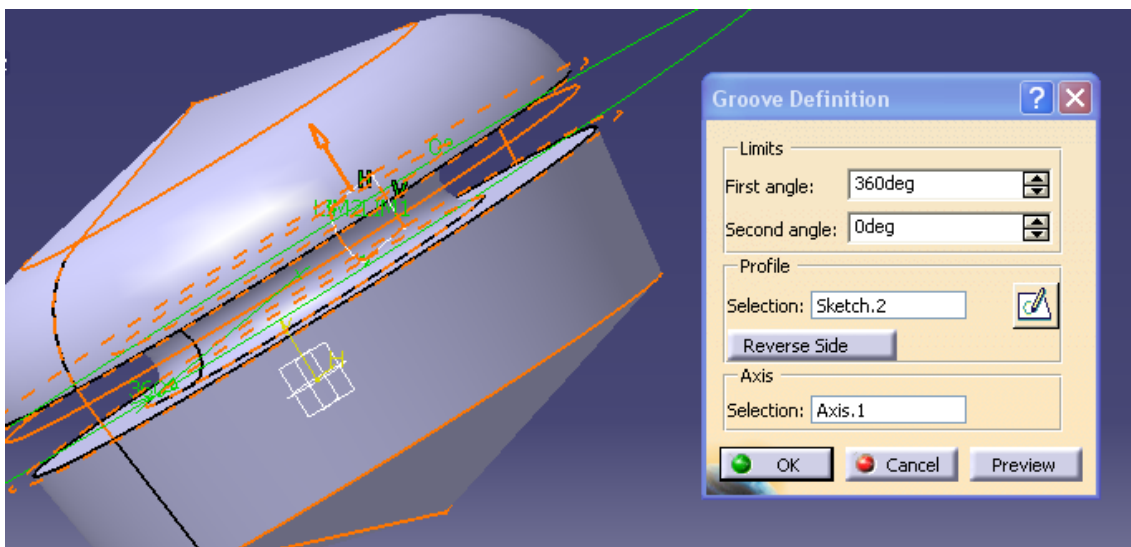 Groove Definition
Limits
First angle: 360deg
Second angle: 0deg
Profile
Selection: Sketch.2
Reverse Side
Axis
Selection: Axis.1
OK Cancel Preview
H
V